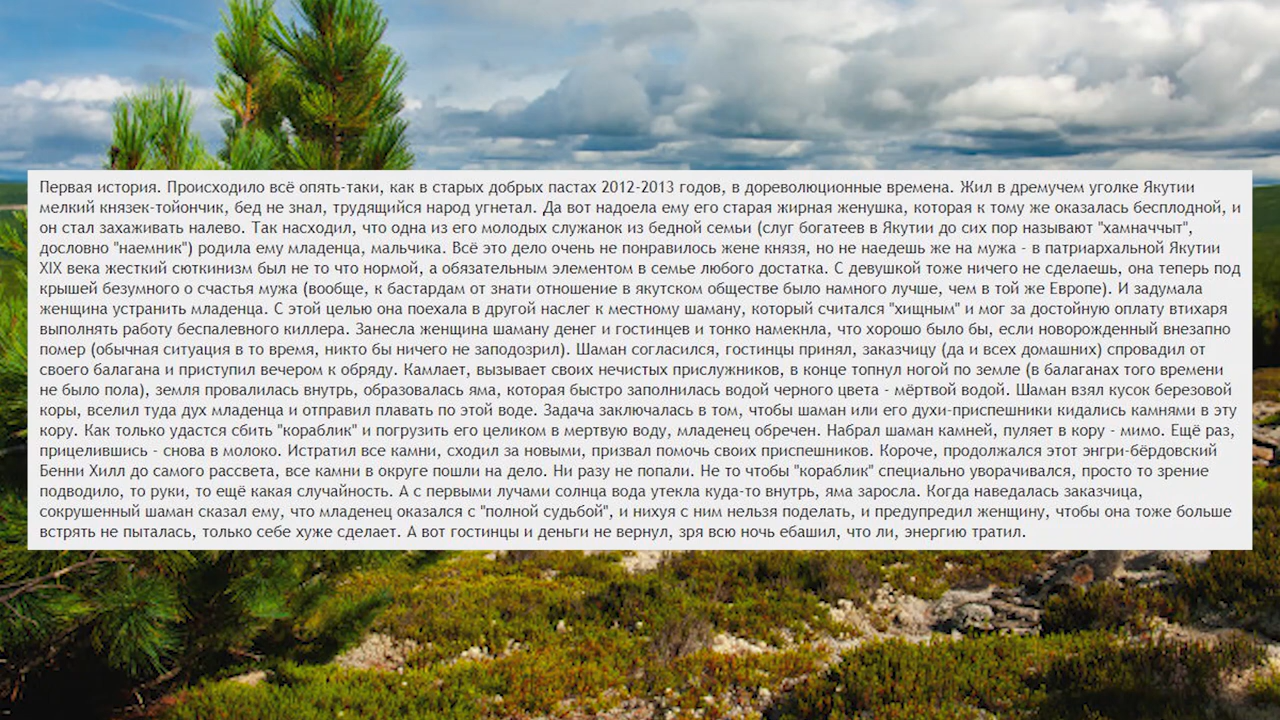 Первая история. Происходило всё опять-таки, как в старых добрых пастах 2012-2013 годов, в дореволюционные времена. Жил в дремучем уголке Якутии
мелкий князек-тойончик, бед не знал, трудящийся народ угнетал. Да вот надоела ему его старая жирная женушка, которая к тому же оказалась бесплодной, и
он стал захаживать налево. Так насходил, что одна из его молодых служанок из бедной семьи (слуг богатеев в Якутии до сих пор называют "хамначчыт",
дословно "наемник") родила ему младенца, мальчика. Всё это дело очень не понравилось жене князя, но не наедешь же на мужа - в патриархальной Якутии
XIX века жесткий сюткинизм был не то что нормой, а обязательным элементом в семье любого достатка. С девушкой тоже ничего не сделаешь, она теперь под
крышей безумного о счастья мужа (вообще, к бастардам от знати отношение в якутском обществе было намного лучше, чем в той же Европе). И задумала
женщина устранить младенца. С этой целью она поехала в другой наслег к местному шаману, который считался "хищным" и мог за достойную оплату втихаря
выполнять работу беспалевного киллера. Занесла женщина шаману денег и гостинцев и тонко намекнла, что хорошо было бы, если новорожденный внезапно
помер (обычная ситуация в то время, никто бы ничего не заподозрил). Шаман согласился, гостинцы принял, заказчицу (да и всех домашних) спровадил от
своего балагана и приступил вечером к обряду. Камлает, вызывает своих нечистых прислужников, в конце топнул ногой по земле (в балаганах того времени
не было пола), земля провалилась внутрь, образовалась яма, которая быстро заполнилась водой черного цвета - мёртвой водой. Шаман взял кусок березовой
коры, вселил туда дух младенца и отправил плавать по этой воде. Задача заключалась в том, чтобы шаман или его духи-приспешники кидались камнями в эту
кору. Как только удастся сбить "кораблик" и погрузить его целиком в мертвую воду, младенец обречен. Набрал шаман камней, пуляет в кору - мимо. Ещё раз,
прицелившись - снова в молоко. Истратил все камни, сходил за новыми, призвал помочь своих приспешников. Короче, продолжался этот энгри-бёрдовский
Бенни Хилл до самого рассвета, все камни в округе пошли на дело. Ни разу не попали. Не то чтобы "кораблик" специально уворачивался, просто то зрение
подводило, то руки, то ещё какая случайность. А с первыми лучами солнца вода утекла куда-то внутрь, яма заросла. Когда наведалась заказчица,
сокрушенный шаман сказал ему, что младенец оказался с "полной судьбой", и нихуя с ним нельзя поделать, и предупредил женщину, чтобы она тоже больше
встрять не пыталась, только себе хуже сделает. А вот гостинцы и деньги не вернул, зря всю ночь ебашил, что ли, энергию тратил.